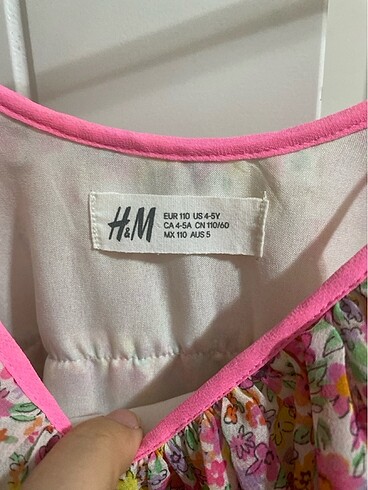 H&M
EUR 110 US 4-5Y
CA 4-5A CN 110/60
MX 110 AUS 5